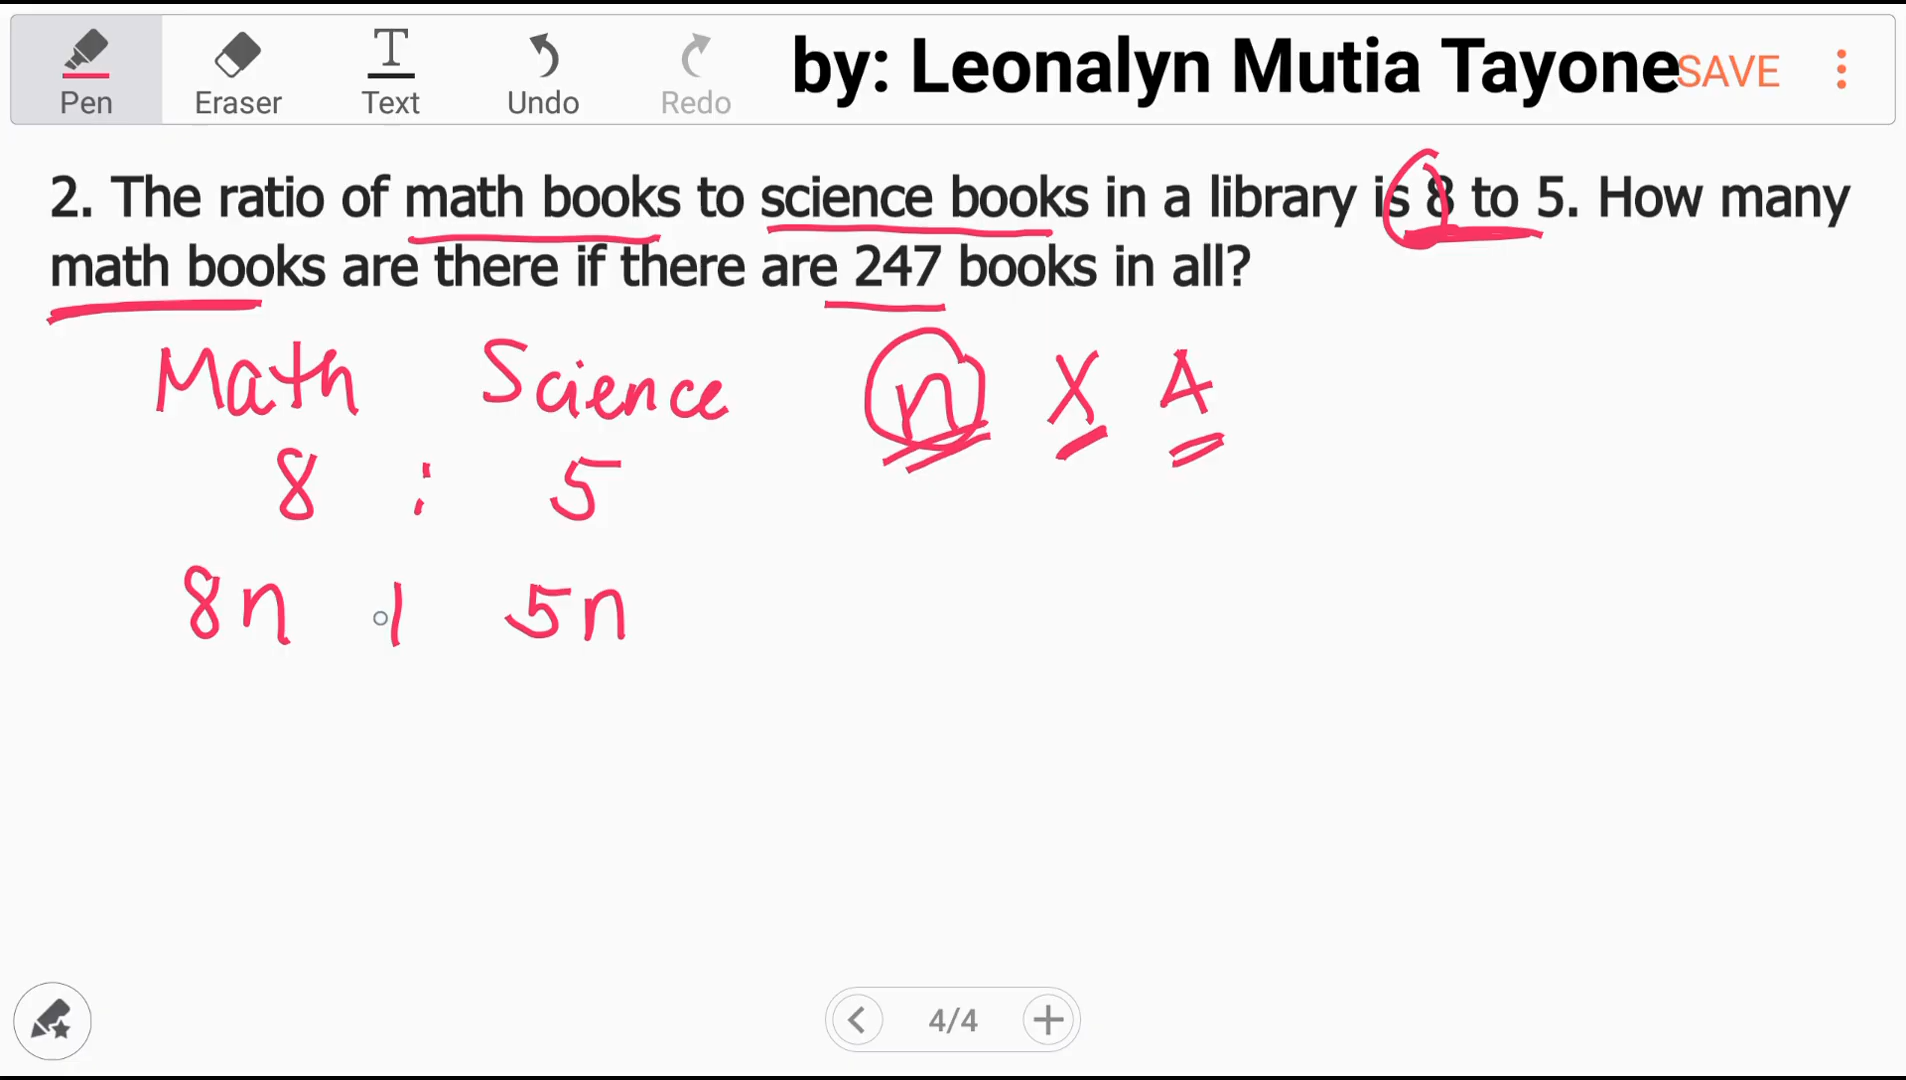 Pen Eraser Text Undo Redo by: Leonalyn Mutia Tayone SAVE
2. The ratio of math books to science books in a library is 8 to 5. How many
math books are there if there are 247 books in all?
Math Science n X A
8 : 5
8n 5n
4/4